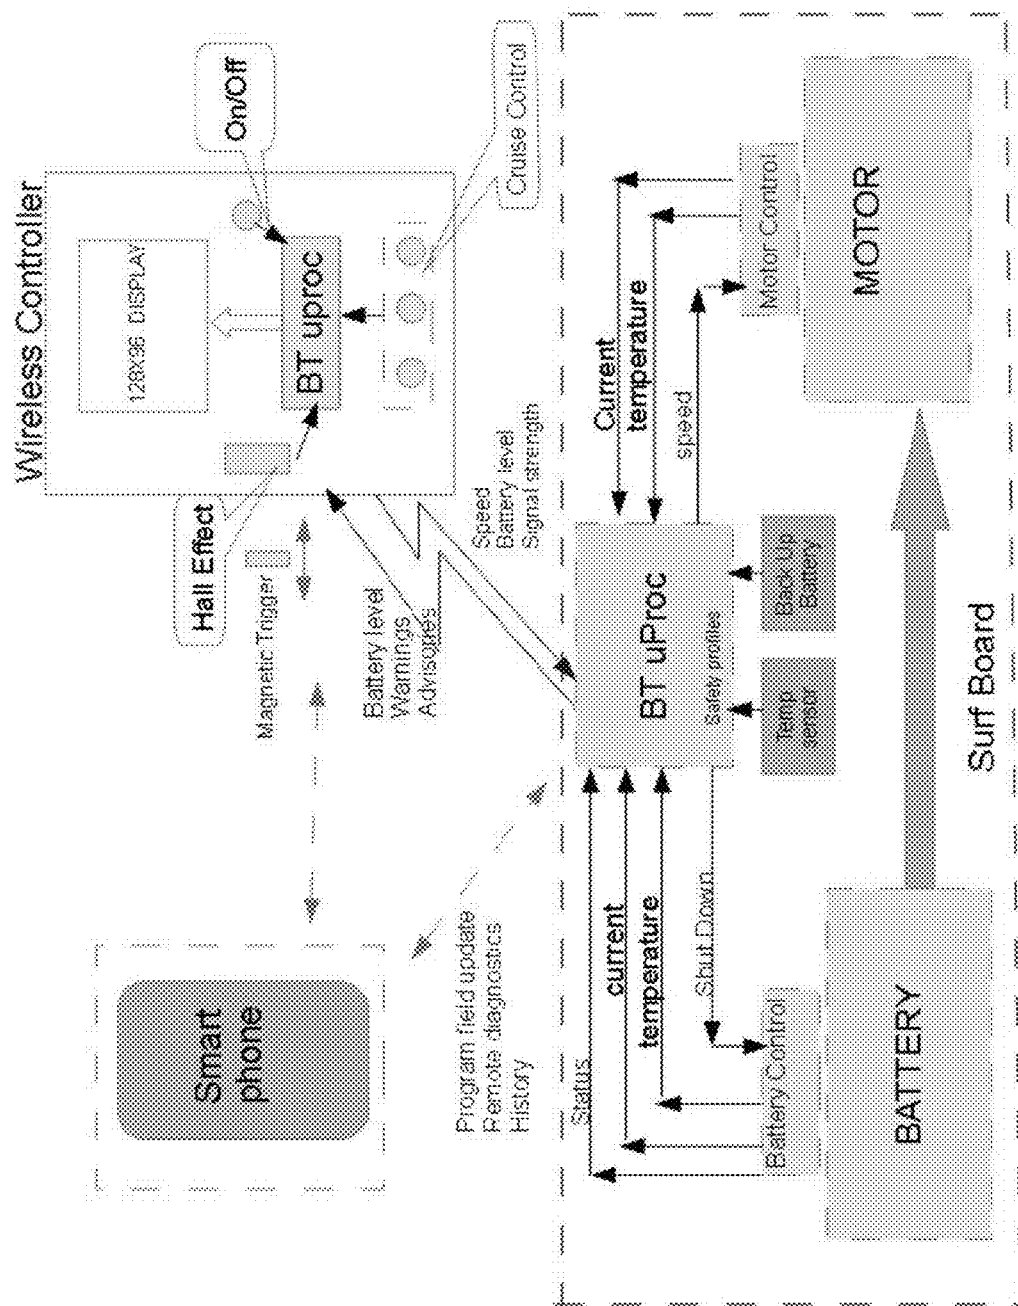 Wireless Controller
128X96 DISPLAY
On/Off
BT uproc
Hall Effect
Cruise Control
Magnetic Trigger
Smart
phone
Battery level
Warnings
Advisories
Speed
Battery level
Signal strength
Program field update
Remote diagnostics
History
Status
current
temperature
Shut Down
BT uProc
Safety profiles
Current
temperature
speed
Temp
sensor
Back Up
Battery
Battery Control
Motor Control
BATTERY
MOTOR
Surf Board